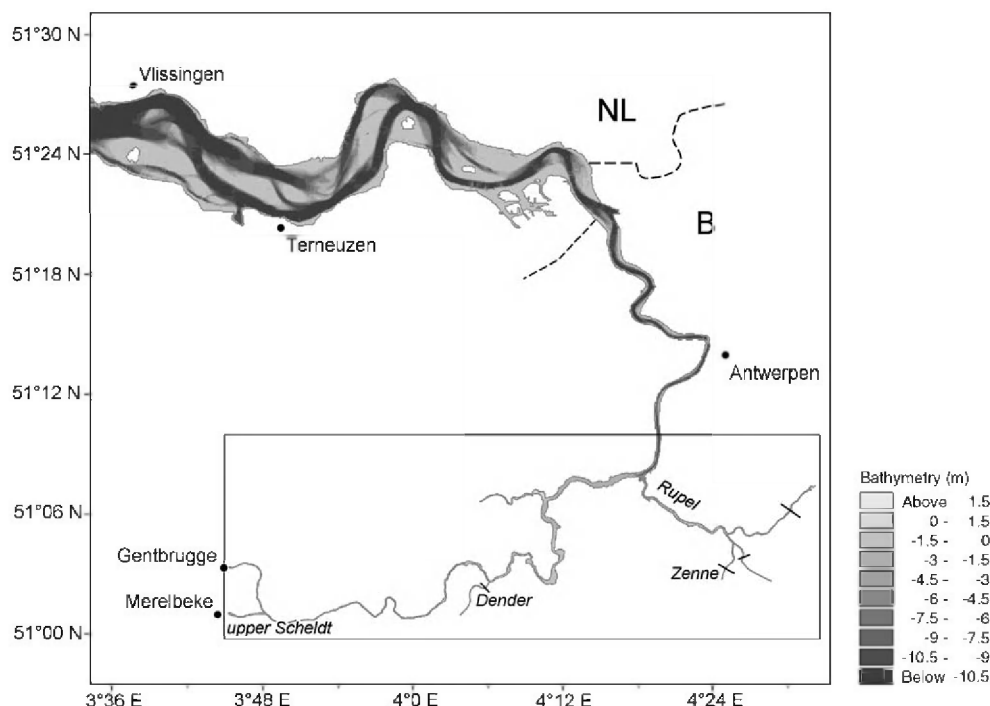 51°30 N
Vlissingen
NL
51°24 N
B
Terneuzen
51°18 N
Antwerpen
51°12 N
Rupel
51°06 N
Gentbrugge
Zenne
Dender
Merelbeke
upper Scheldt
51°00 N
3°36 E
3°48 E
4°0 E
4°12 E
4°24 E
Bathymetry (m)
Above 1.5
0 - 1.5
-1.5 - 0
-3 - -1.5
-4.5 - -3
-6 - -4.5
-7.5 - -6
-9 - -7.5
-10.5 - -9
Below -10.5